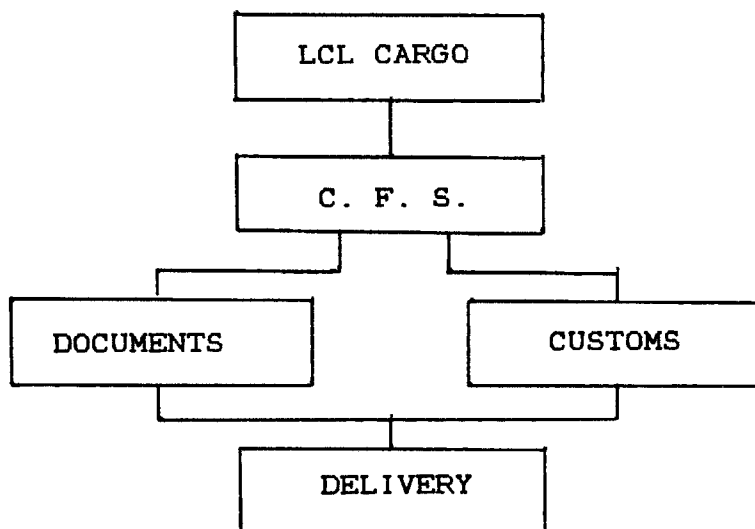 LCL CARGO
C. F. S.
DOCUMENTS
CUSTOMS
DELIVERY